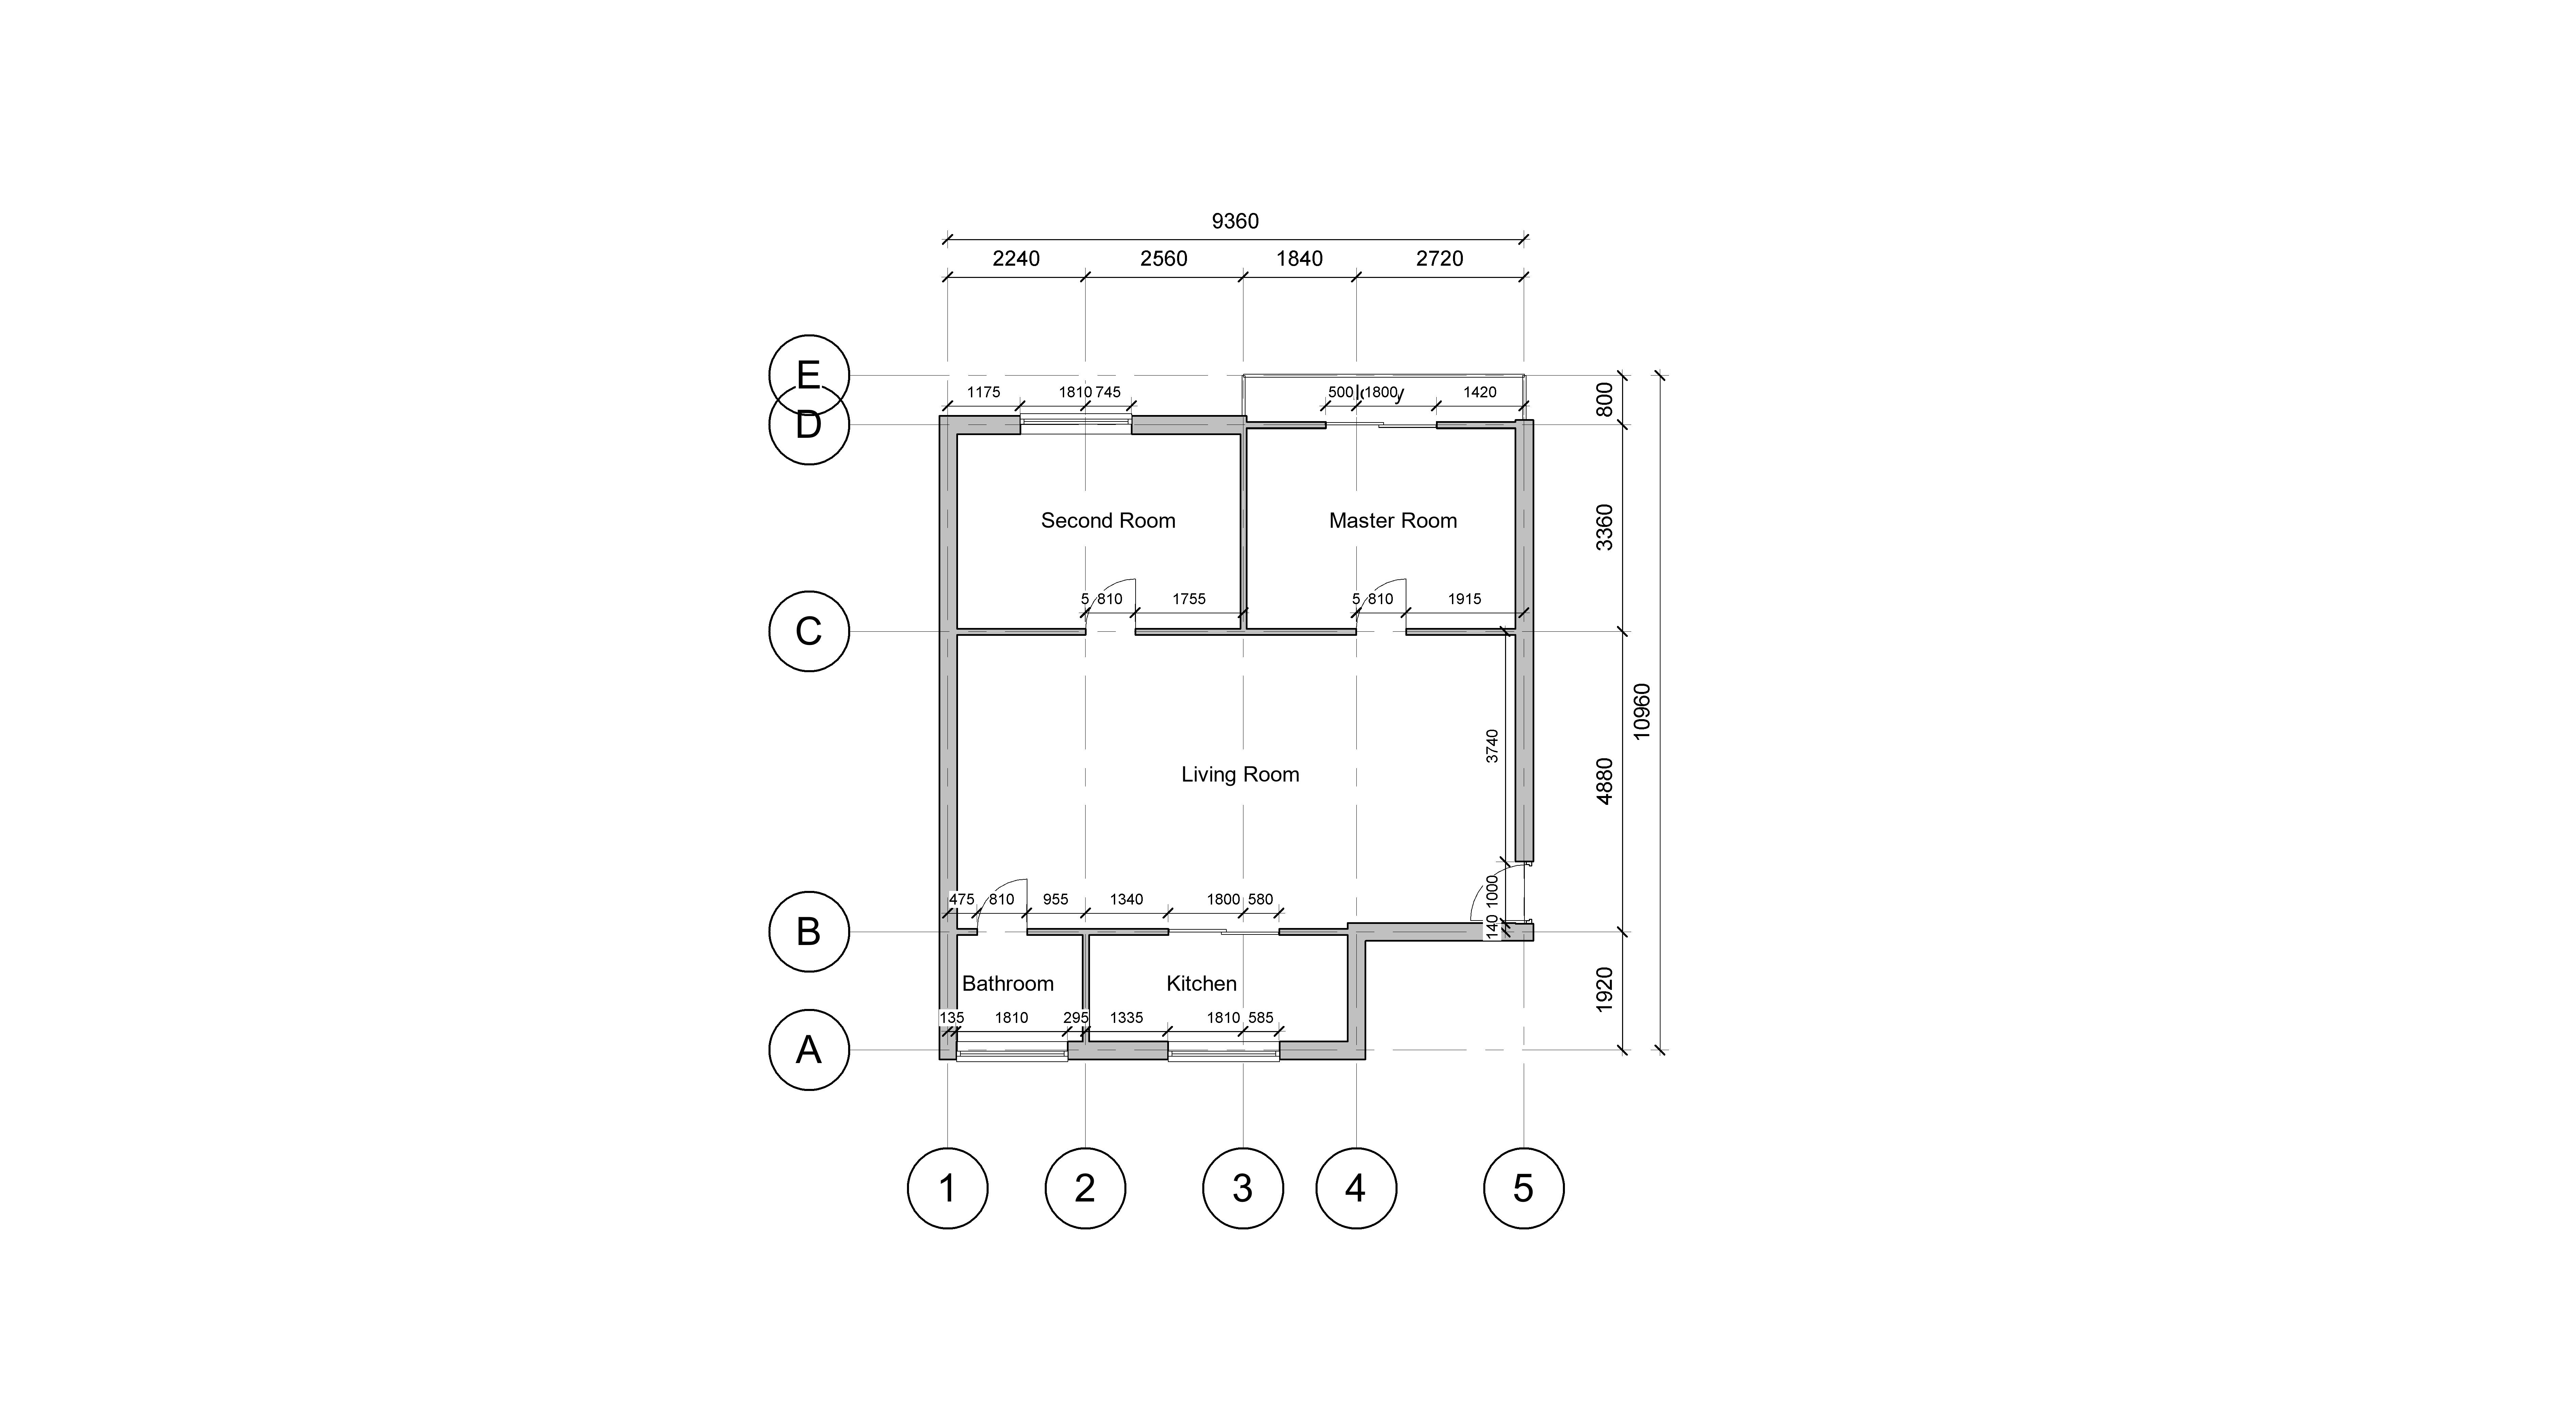 9360
2240 2560 1840 2720
E
1175 1810 745 500 1800 1420
800
D
3360
Second Room Master Room
5 810 1755 5 810 1915
C
10960
3740
Living Room
4880
1000
475 810 955 1340 1800 580
140
B
Bathroom Kitchen
1920
135 1810 295 1335 1810 585
A
1 2 3 4 5